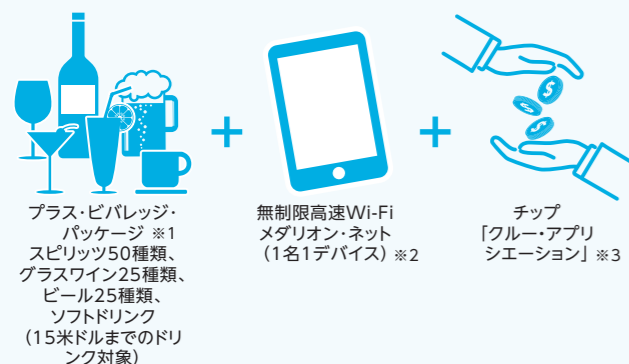 プラス・ビバレッジ・
パッケージ ※1
スピリッツ50種類、
グラスワイン25種類、
ビール25種類、
ソフトドリンク
(15米ドルまでのドリ
ンク対象)
無制限高速Wi-Fi
メダリオン・ネット
(1名1デバイス) ※2
チップ
「クルー・アプリ
シエーション」 ※3